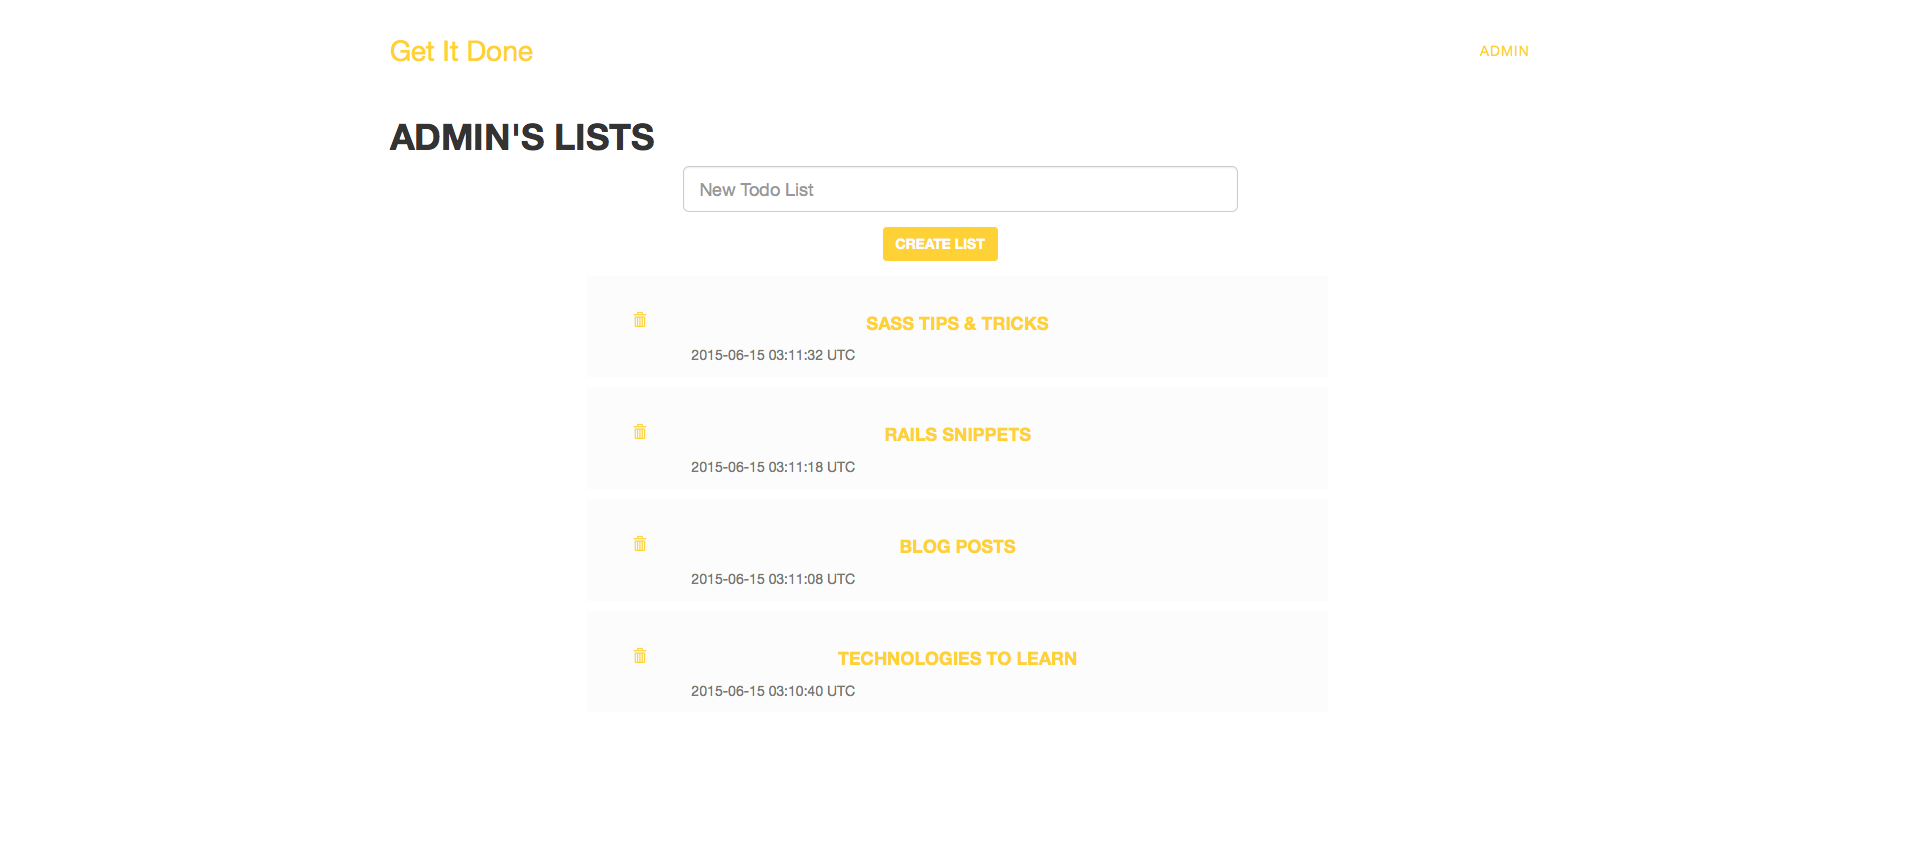 Get It Done
ADMIN
ADMIN'S LISTS
New Todo List
CREATE LIST
SASS TIPS & TRICKS
2015-06-15 03:11:32 UTC
RAILS SNIPPETS
2015-06-15 03:11:18 UTC
BLOG POSTS
2015-06-15 03:11:08 UTC
TECHNOLOGIES TO LEARN
2015-06-15 03:10:40 UTC